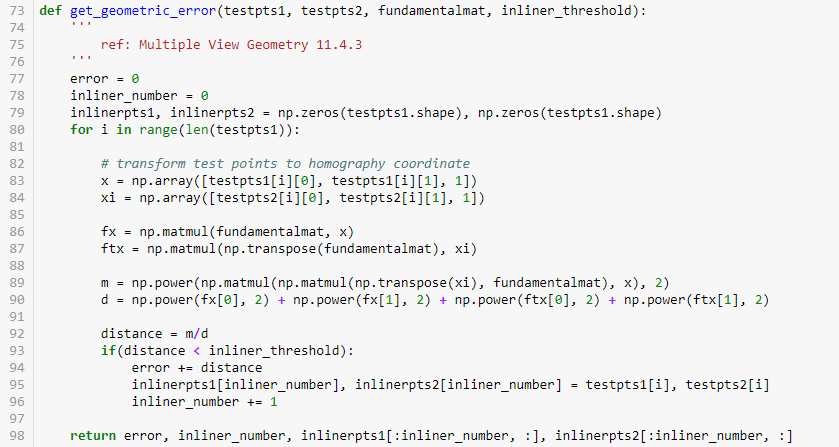 73 def get_geometric_error(testpts1, testpts2, fundamentalmat, inliner_threshold):
74     '''
75         ref: Multiple View Geometry 11.4.3
76     '''
77     error = 0
78     inliner_number = 0
79     inlinerpts1, inlinerpts2 = np.zeros(testpts1.shape), np.zeros(testpts1.shape)
80     for i in range(len(testpts1)):
81
82         # transform test points to homography coordinate
83         x = np.array([testpts1[i][0], testpts1[i][1], 1])
84         xi = np.array([testpts2[i][0], testpts2[i][1], 1])
85
86         fx = np.matmul(fundamentalmat, x)
87         ftx = np.matmul(np.transpose(fundamentalmat), xi)
88
89         m = np.power(np.matmul(np.matmul(np.transpose(xi), fundamentalmat), x), 2)
90         d = np.power(fx[0], 2) + np.power(fx[1], 2) + np.power(ftx[0], 2) + np.power(ftx[1], 2)
91
92         distance = m/d
93         if(distance < inliner_threshold):
94             error += distance
95             inlinerpts1[inliner_number], inlinerpts2[inliner_number] = testpts1[i], testpts2[i]
96             inliner_number += 1
97
98     return error, inliner_number, inlinerpts1[:inliner_number, :], inlinerpts2[:inliner_number, :]